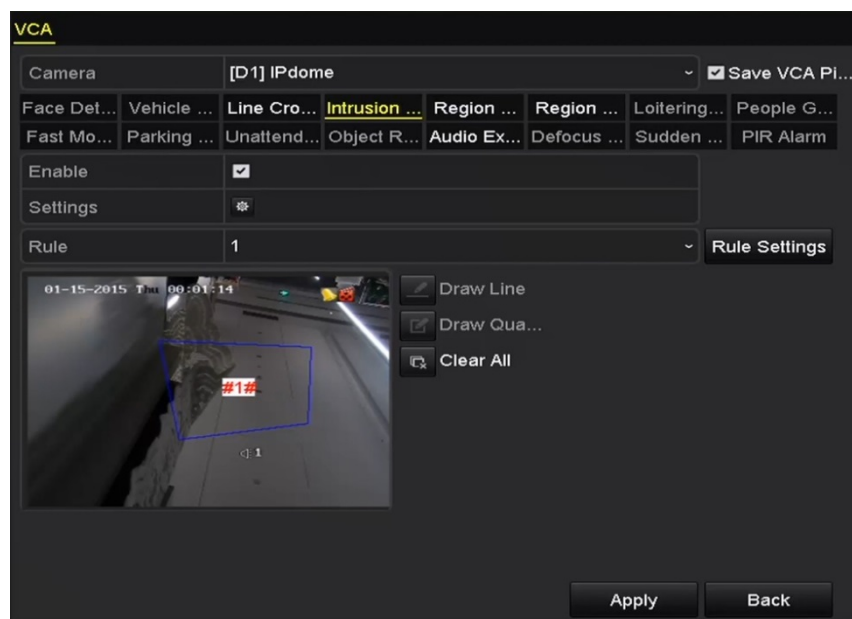 VCA
Camera [D1] IPdome Save VCA Pi...
Face Det... Vehicle ... Line Cro... Intrusion ... Region ... Region ... Loitering... People G...
Fast Mo... Parking ... Unattend... Object R... Audio Ex... Defocus ... Sudden ... PIR Alarm
Enable
Settings
Rule 1 Rule Settings
01-15-2015 Thu 00:01:14
Draw Line
Draw Qua...
Clear All
#1#
1
Apply Back